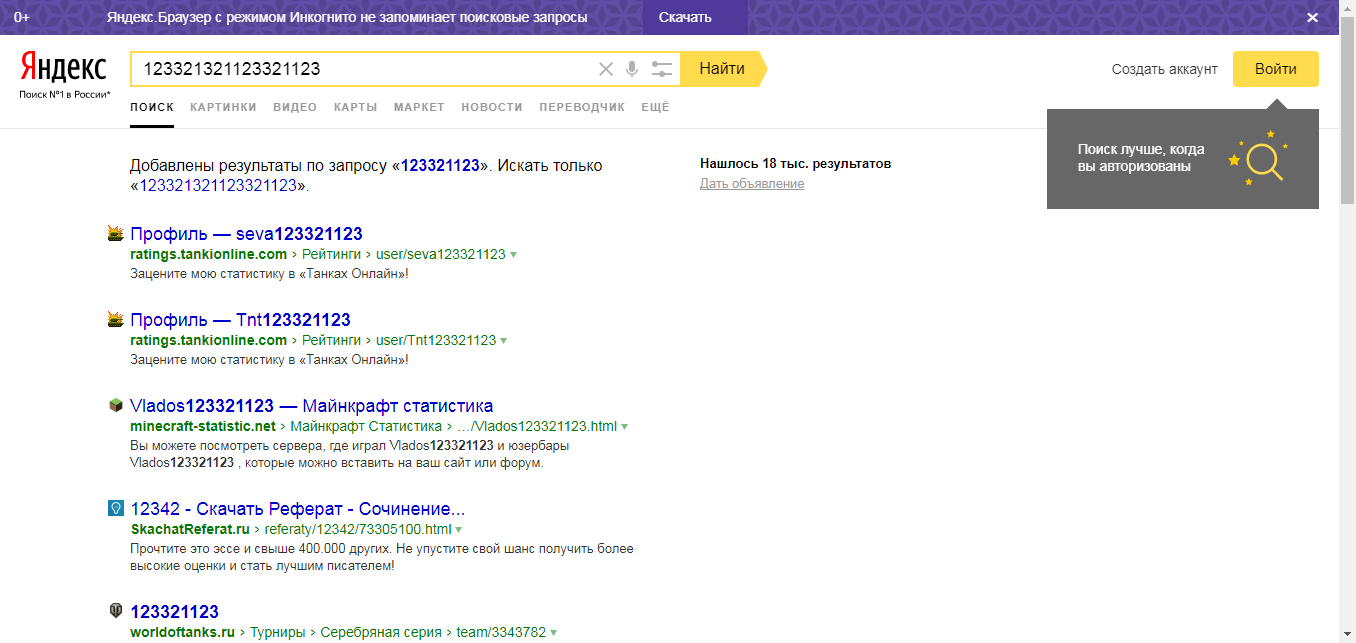 0+
Яндекс.Браузер с режимом Инкогнито не запоминает поисковые запросы
Скачать
Яндекс
Поиск №1 в России*
123321321123321123
Найти
Создать аккаунт
Войти
ПОИСК КАРТИНКИ ВИДЕО КАРТЫ МАРКЕТ НОВОСТИ ПЕРЕВОДЧИК ЕЩЁ
Поиск лучше, когда
вы авторизованы
Добавлены результаты по запросу «123321123». Искать только
«123321321123321123».
Нашлось 18 тыс. результатов
Дать объявление
Профиль — seva123321123
ratings.tankionline.com › Рейтинги › user/seva123321123
Зацените мою статистику в «Танках Онлайн»!
Профиль — Tnt123321123
ratings.tankionline.com › Рейтинги › user/Tnt123321123
Зацените мою статистику в «Танках Онлайн»!
Vlados123321123 — Майнкрафт статистика
minecraft-statistic.net › Майнкрафт Статистика › …/Vlados123321123.html
Вы можете посмотреть сервера, где играл Vlados123321123 и юзербары
Vlados123321123 , которые можно вставить на ваш сайт или форум.
12342 - Скачать Реферат - Сочинение...
SkachatReferat.ru › referaty/12342/73305100.html
Прочтите это эссе и свыше 400.000 других. Не упустите свой шанс получить более
высокие оценки и стать лучшим писателем!
123321123
worldoftanks.ru › Турниры › Серебряная серия › team/3343782